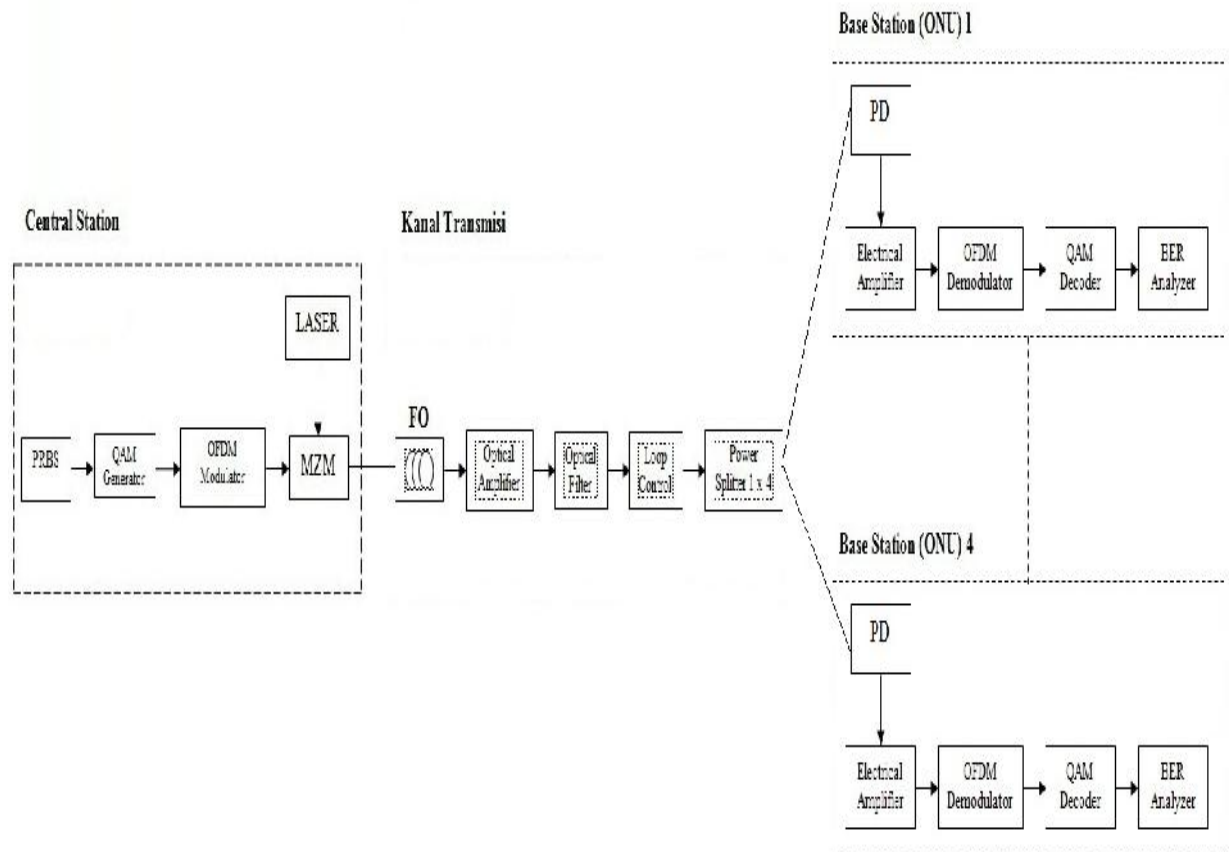 Base Station (ONU) 1
PD
Electrical
Amplifier
OFDM
Demodulator
QAM
Decoder
BER
Analyzer
Central Station
LASER
PRBS
QAM
Generator
OFDM
Modulator
MZM
Kanal Transmisi
FO
Optical
Amplifier
Optical
Filter
Loop
Control
Power
Splitter 1 x 4
Base Station (ONU) 4
PD
Electrical
Amplifier
OFDM
Demodulator
QAM
Decoder
BER
Analyzer